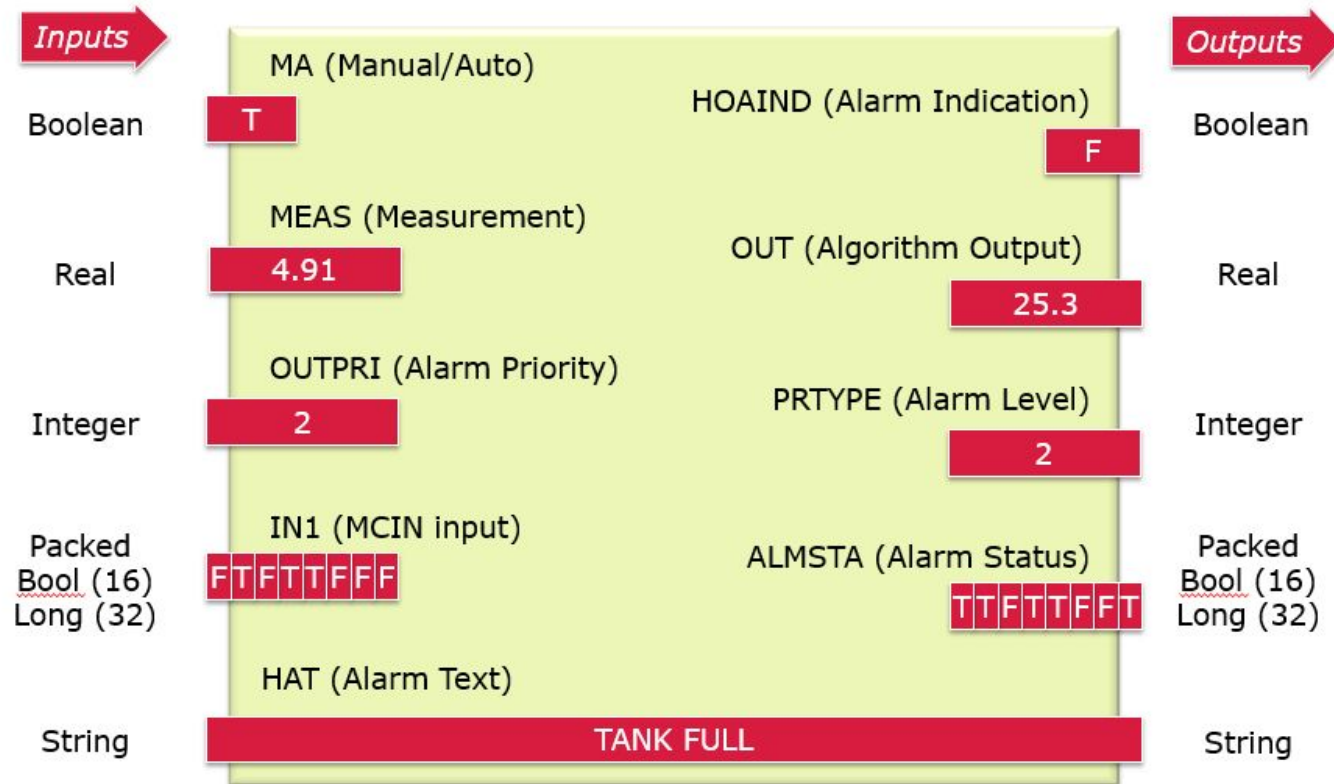 Inputs
Outputs
MA (Manual/Auto)
Boolean
T
HOAIND (Alarm Indication)
F
Boolean
MEAS (Measurement)
Real
4.91
OUT (Algorithm Output)
25.3
Real
OUTPRI (Alarm Priority)
Integer
2
PRTYPE (Alarm Level)
2
Integer
IN1 (MCIN input)
Packed
Bool (16)
Long (32)
FTFTTFFF
ALMSTA (Alarm Status)
TTFTTFFT
Packed
Bool (16)
Long (32)
HAT (Alarm Text)
String
TANK FULL
String